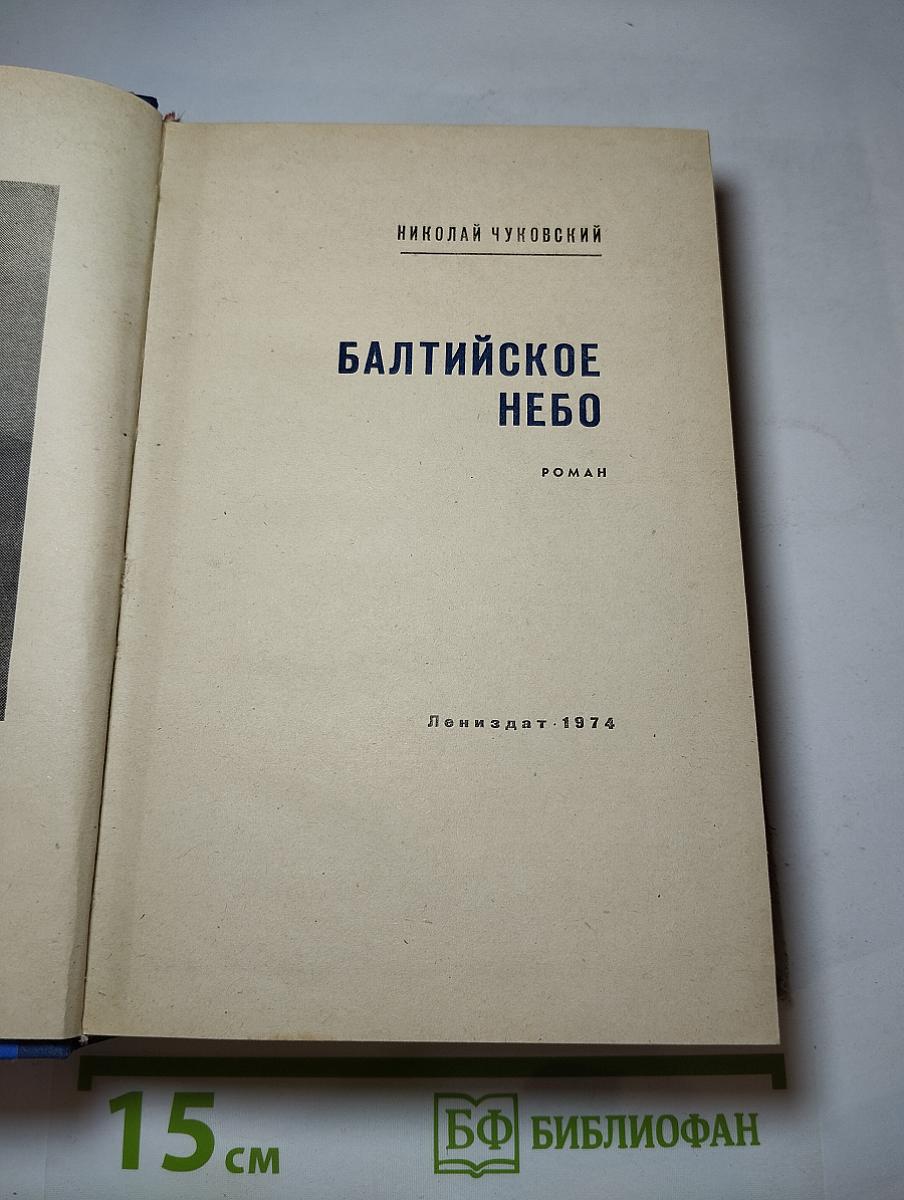 НИКОЛАЙ ЧУКОВСКИЙ
БАЛТИЙСКОЕ
НЕБО
РОМАН
Лениздат · 1974
15 см
БФ БИБЛИОФАН